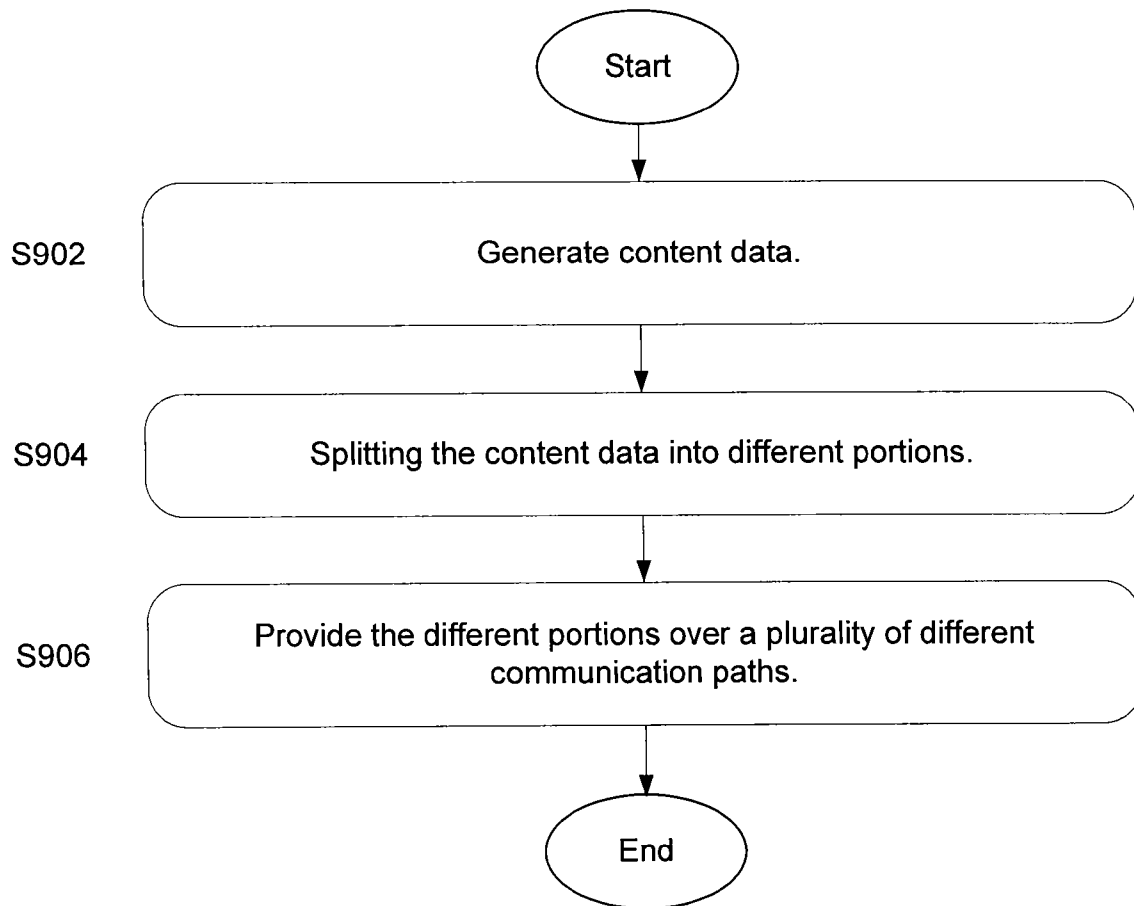 Start
S902
Generate content data.
S904
Splitting the content data into different portions.
S906
Provide the different portions over a plurality of different
communication paths.
End